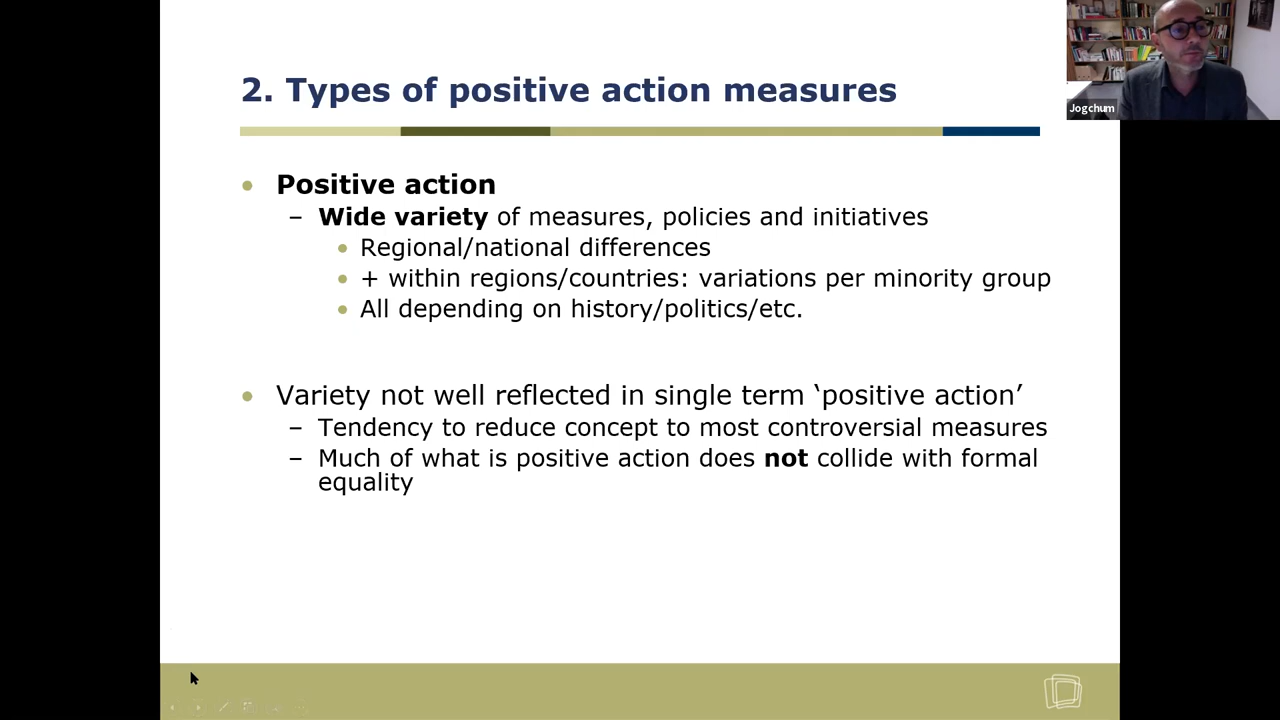 2. Types of positive action measures
Jogchum
• Positive action
– Wide variety of measures, policies and initiatives
• Regional/national differences
• + within regions/countries: variations per minority group
• All depending on history/politics/etc.
• Variety not well reflected in single term ‘positive action’
– Tendency to reduce concept to most controversial measures
– Much of what is positive action does not collide with formal
equality